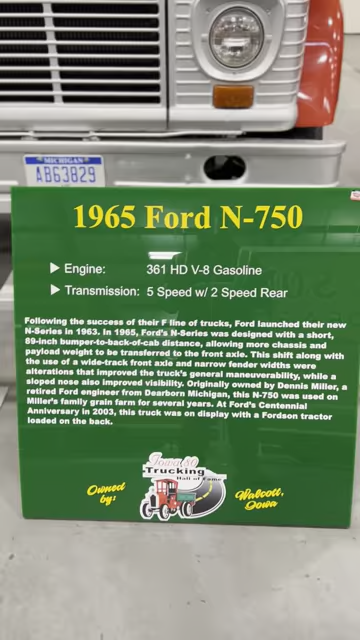 MICHIGAN
AB63829
1965 Ford N-750
Engine: 361 HD V-8 Gasoline
Transmission: 5 Speed w/ 2 Speed Rear
Following the success of their F line of trucks, Ford launched their new
N-Series in 1963. In 1965, Ford's N-Series was designed with a short,
89-inch bumper-to-back-of-cab distance, allowing more chassis and
payload weight to be transferred to the front axle. This shift along with
the use of a wide-track front axle and narrow fender widths were
alterations that improved the truck's general maneuverability, while a
sloped nose also improved visibility. Originally owned by Dennis Miller, a
retired Ford engineer from Dearborn Michigan, this N-750 was used on
Miller's family grain farm for several years. At Ford's Centennial
Anniversary in 2003, this truck was on display with a Fordson tractor
loaded on the back.
Iowa 80
Trucking
Hall of Fame
Owned
by:
Walcott,
Iowa